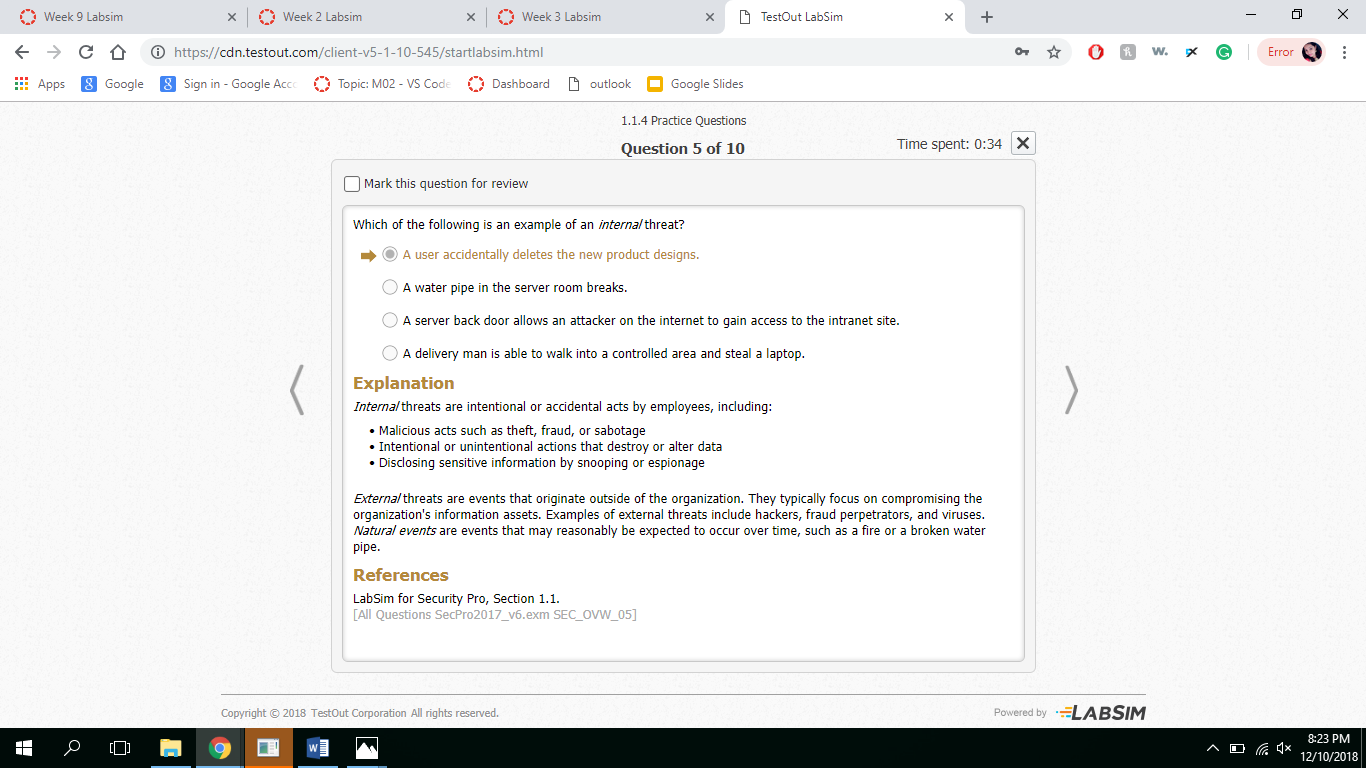 Week 9 Labsim
Week 2 Labsim
Week 3 Labsim
TestOut LabSim
https://cdn.testout.com/client-v5-1-10-545/startlabsim.html
W.
G
Error
Apps
Google
Sign in - Google Acc
Topic: M02 - VS Code
Dashboard
outlook
Google Slides
1.1.4 Practice Questions
Question 5 of 10
Time spent: 0:34
Mark this question for review
Which of the following is an example of an internal threat?
A user accidentally deletes the new product designs.
A water pipe in the server room breaks.
A server back door allows an attacker on the internet to gain access to the intranet site.
A delivery man is able to walk into a controlled area and steal a laptop.
Explanation
Internal threats are intentional or accidental acts by employees, including:
• Malicious acts such as theft, fraud, or sabotage
• Intentional or unintentional actions that destroy or alter data
• Disclosing sensitive information by snooping or espionage
External threats are events that originate outside of the organization. They typically focus on compromising the
organization's information assets. Examples of external threats include hackers, fraud perpetrators, and viruses.
Natural events are events that may reasonably be expected to occur over time, such as a fire or a broken water
pipe.
References
LabSim for Security Pro, Section 1.1.
[All Questions SecPro2017_v6.exm SEC_OVW_05]
Copyright © 2018 TestOut Corporation All rights reserved.
Powered by LABSIM
8:23 PM
12/10/2018